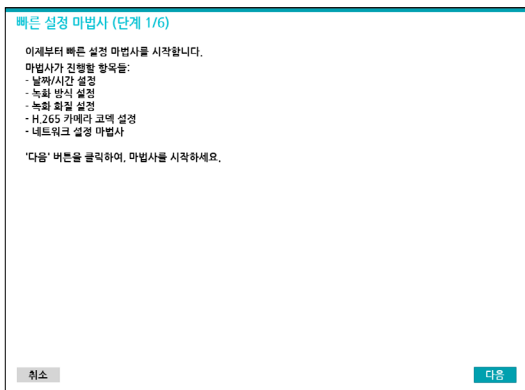 빠른 설정 마법사 (단계 1/6)
이제부터 빠른 설정 마법사를 시작합니다.
마법사가 진행할 항목들:
- 날짜/시간 설정
- 녹화 방식 설정
- 녹화 화질 설정
- H.265 카메라 코덱 설정
- 네트워크 설정 마법사
'다음' 버튼을 클릭하여, 마법사를 시작하세요.
취소
다음